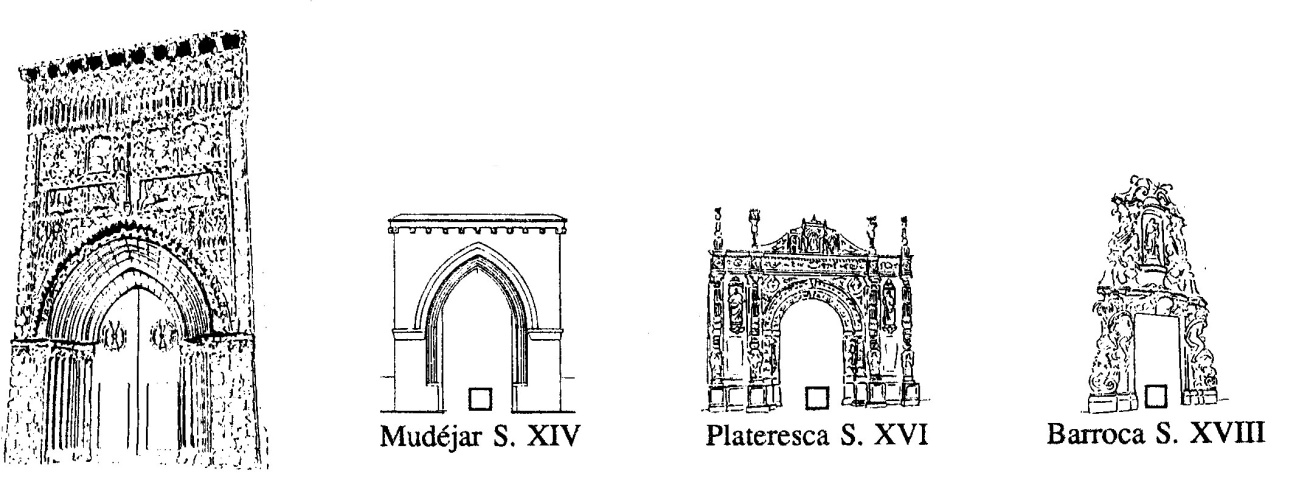 Mudéjar S. XIV
Plateresca S. XVI
Barroca S. XVIII